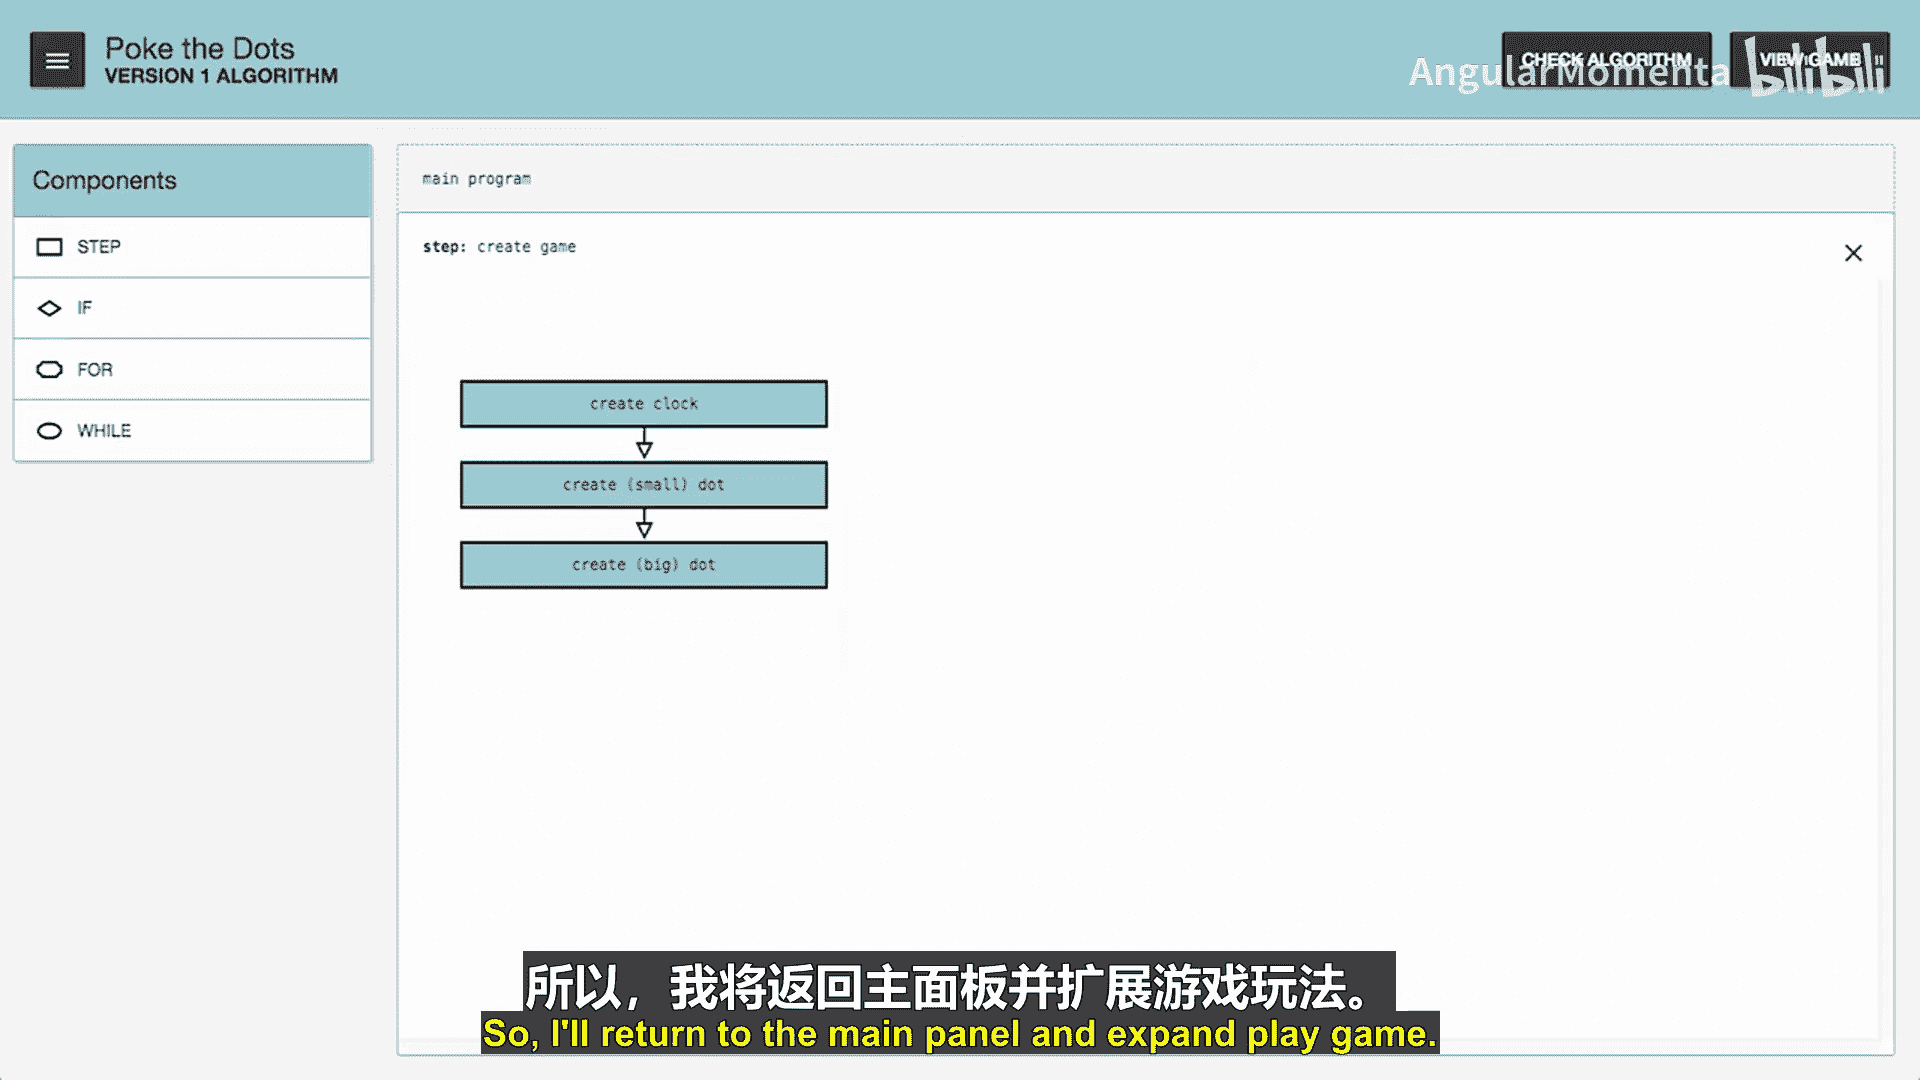 Poke the Dots
VERSION 1 ALGORITHM
CHECK ALGORITHM
VIEW GAME
AngularMomenta
bilibili
Components
STEP
IF
FOR
WHILE
main program
step: create game
create clock
create (small) dot
create (big) dot
所以，我将返回主面板并扩展游戏玩法。
So, I'll return to the main panel and expand play game.